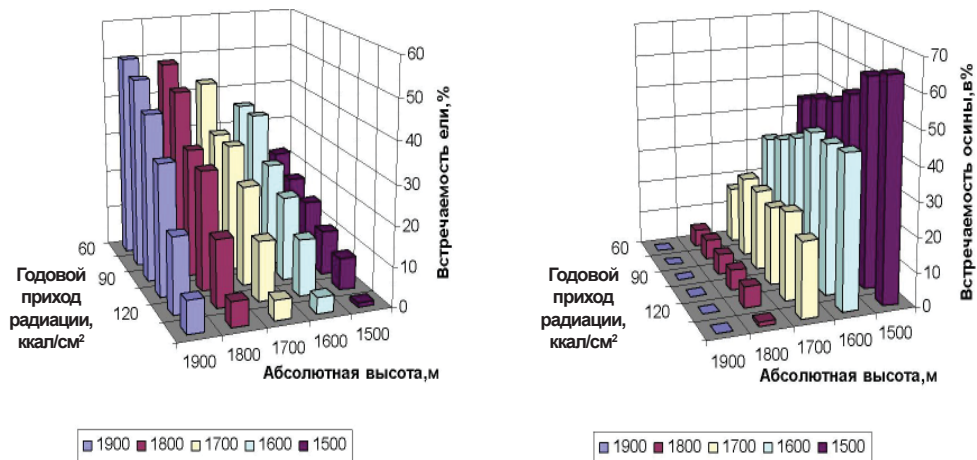 60
50
40
30
20
10
0
Встречаемость ели,%
60
90
120
Годовой
приход
радиации,
ккал/см²
1900
1800
1700
1600
1500
Абсолютная высота,м
1900 1800 1700 1600 1500
70
60
50
40
30
20
10
0
Встречаемость осины,в%
60
90
120
Годовой
приход
радиации,
ккал/см²
1900
1800
1700
1600
1500
Абсолютная высота,м
1900 1800 1700 1600 1500